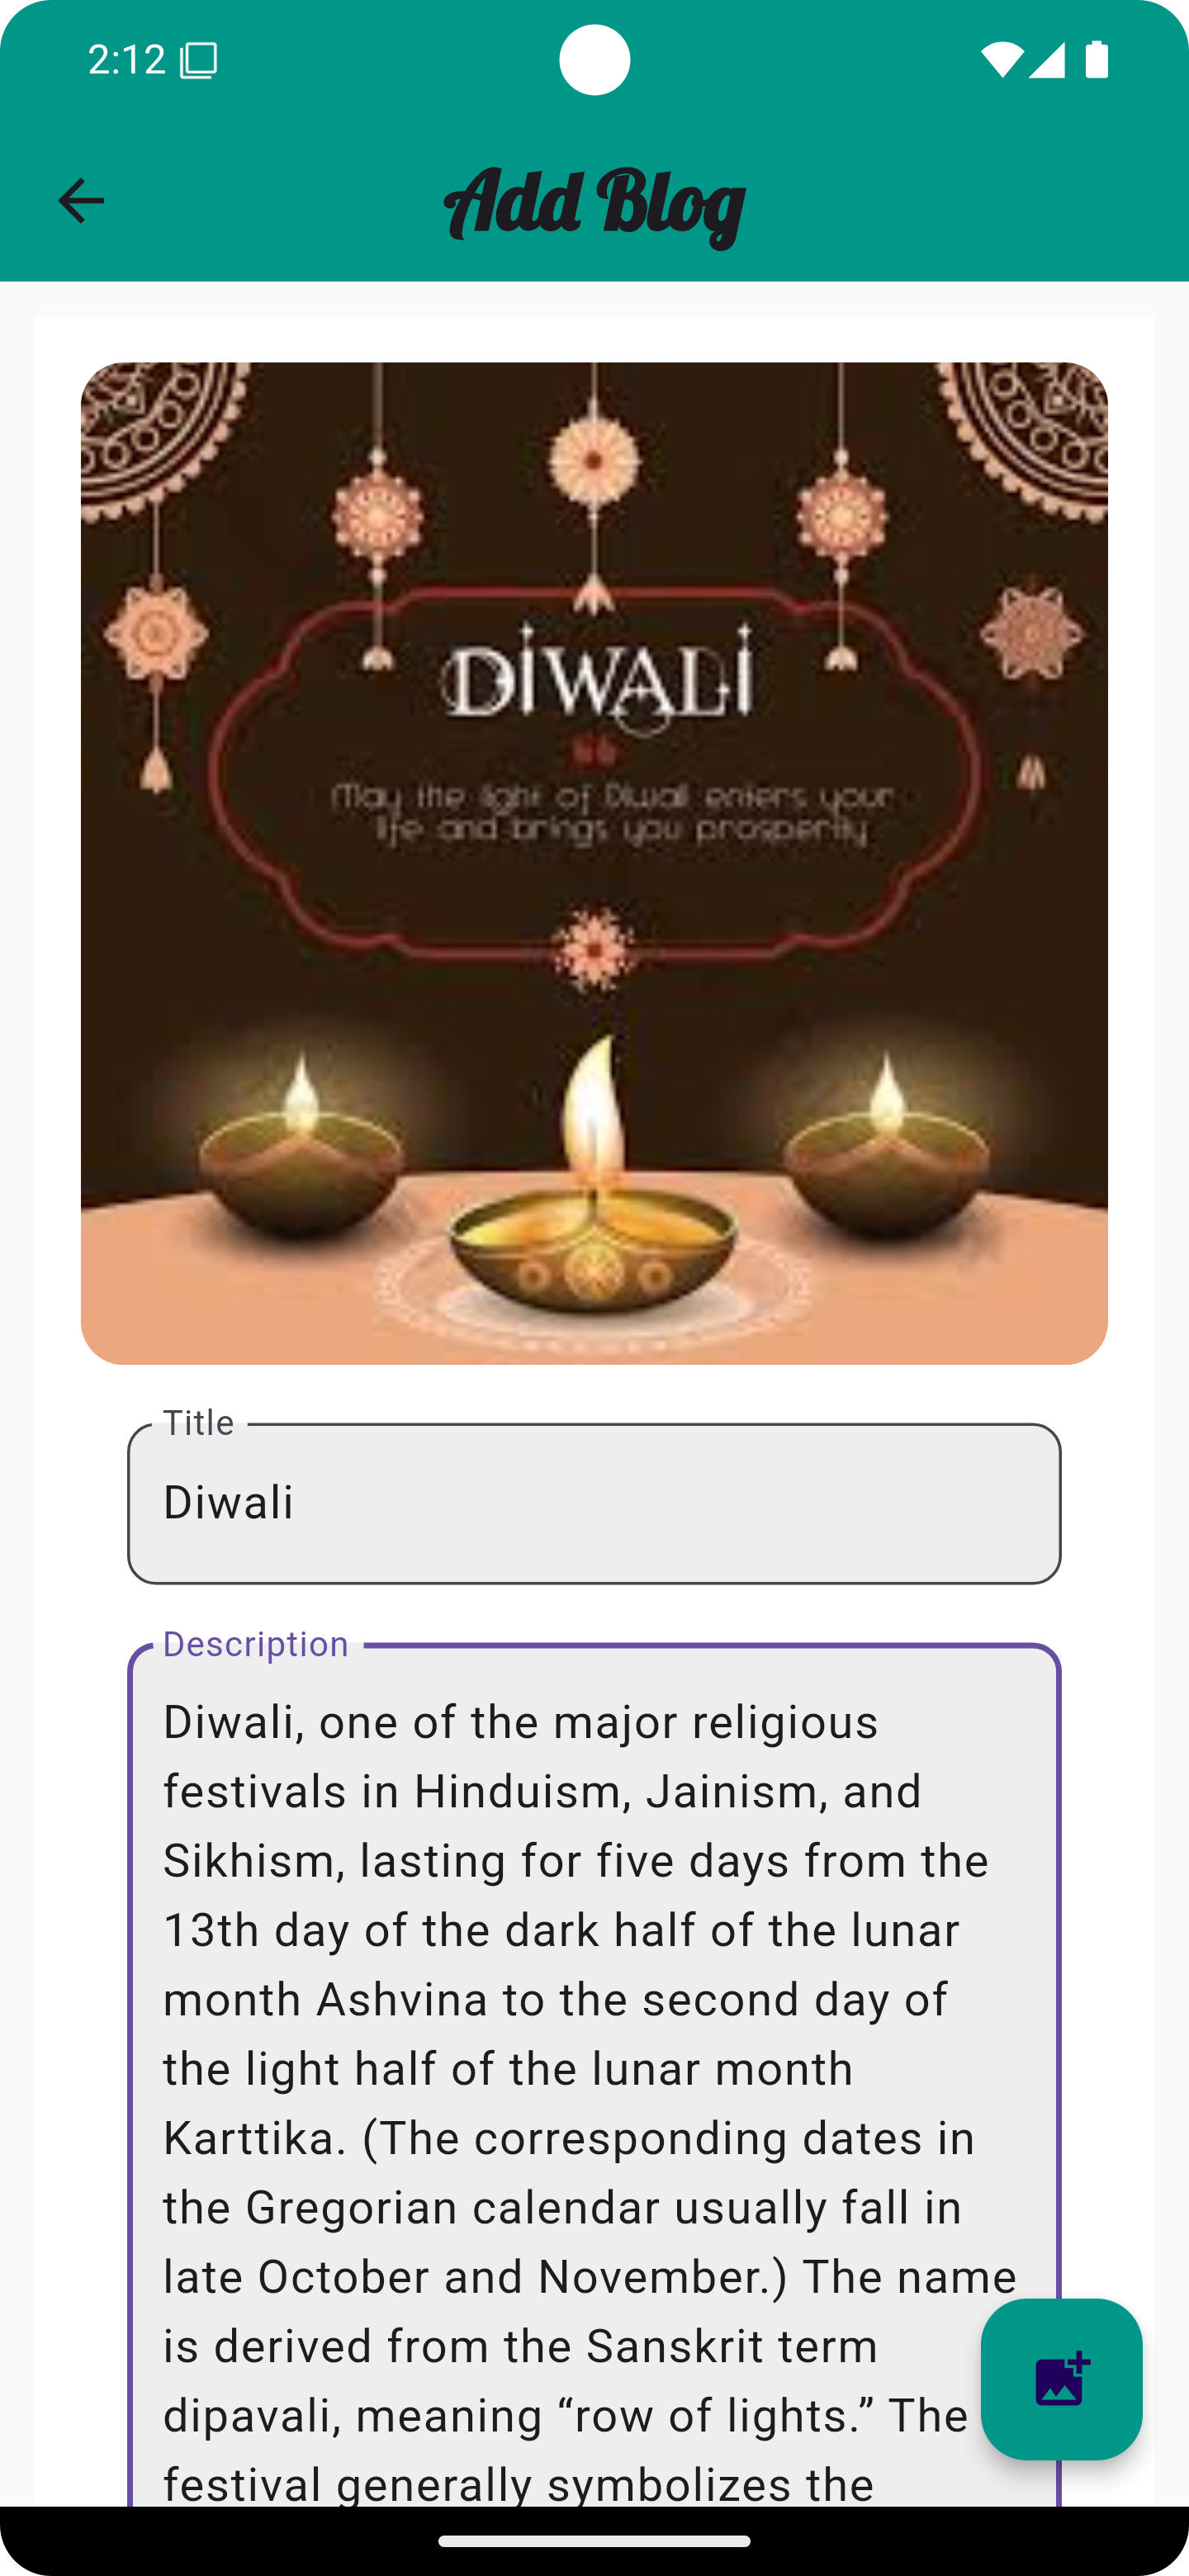 2:12
Add Blog
DIWALI
May the light of Diwali enters your
life and brings you prosperity
Title
Diwali
Description
Diwali, one of the major religious
festivals in Hinduism, Jainism, and
Sikhism, lasting for five days from the
13th day of the dark half of the lunar
month Ashvina to the second day of
the light half of the lunar month
Karttika. (The corresponding dates in
the Gregorian calendar usually fall in
late October and November.) The name
is derived from the Sanskrit term
dipavali, meaning “row of lights.” The
festival generally symbolizes the